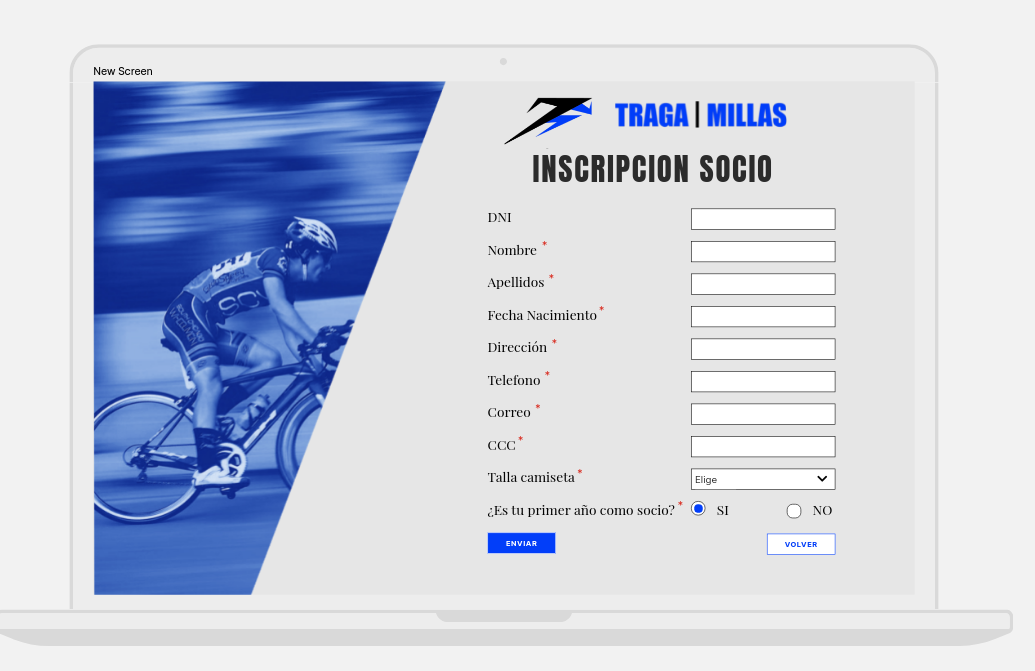 New Screen
TRAGA | MILLAS
INSCRIPCION SOCIO
DNI
Nombre *
Apellidos *
Fecha Nacimiento *
Dirección *
Telefono *
Correo *
CCC *
Talla camiseta * Elige
¿Es tu primer año como socio? * SI NO
ENVIAR VOLVER